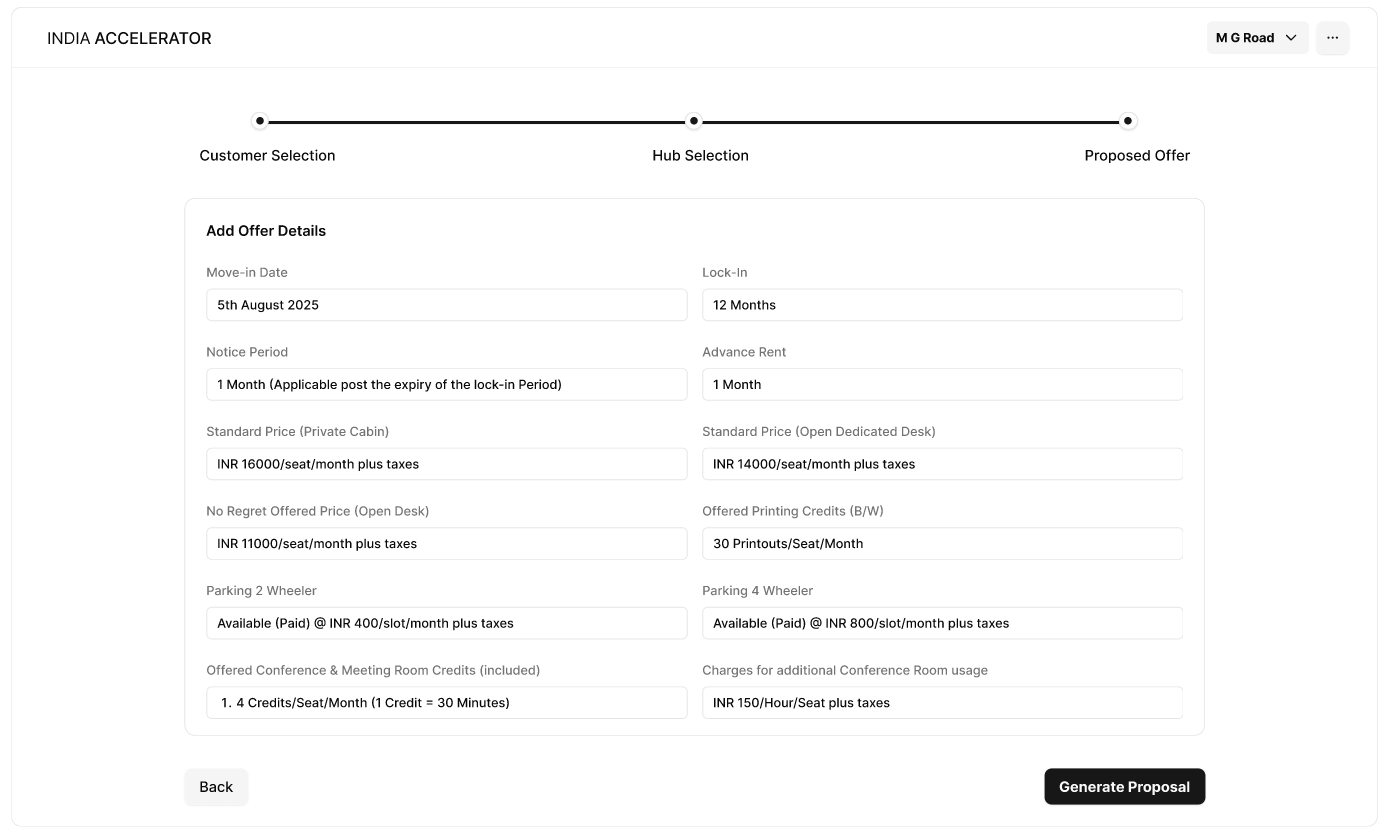 INDIA ACCELERATOR
M G Road
...
Customer Selection
Hub Selection
Proposed Offer
Add Offer Details
Move-in Date
Lock-In
5th August 2025
12 Months
Notice Period
Advance Rent
1 Month (Applicable post the expiry of the lock-in Period)
1 Month
Standard Price (Private Cabin)
Standard Price (Open Dedicated Desk)
INR 16000/seat/month plus taxes
INR 14000/seat/month plus taxes
No Regret Offered Price (Open Desk)
Offered Printing Credits (B/W)
INR 11000/seat/month plus taxes
30 Printouts/Seat/Month
Parking 2 Wheeler
Parking 4 Wheeler
Available (Paid) @ INR 400/slot/month plus taxes
Available (Paid) @ INR 800/slot/month plus taxes
Offered Conference & Meeting Room Credits (included)
Charges for additional Conference Room usage
1. 4 Credits/Seat/Month (1 Credit = 30 Minutes)
INR 150/Hour/Seat plus taxes
Back
Generate Proposal